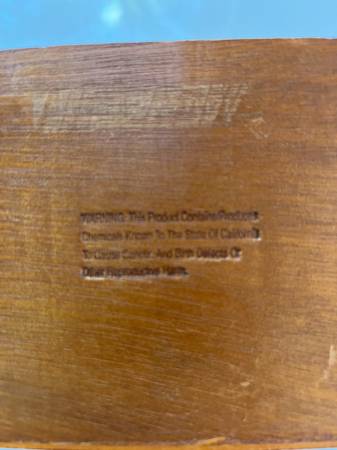 WARNING: This Product Contains/Produces
Chemicals Known To The State Of California
To Cause Cancer, And Birth Defects Or
Other Reproductive Harm.